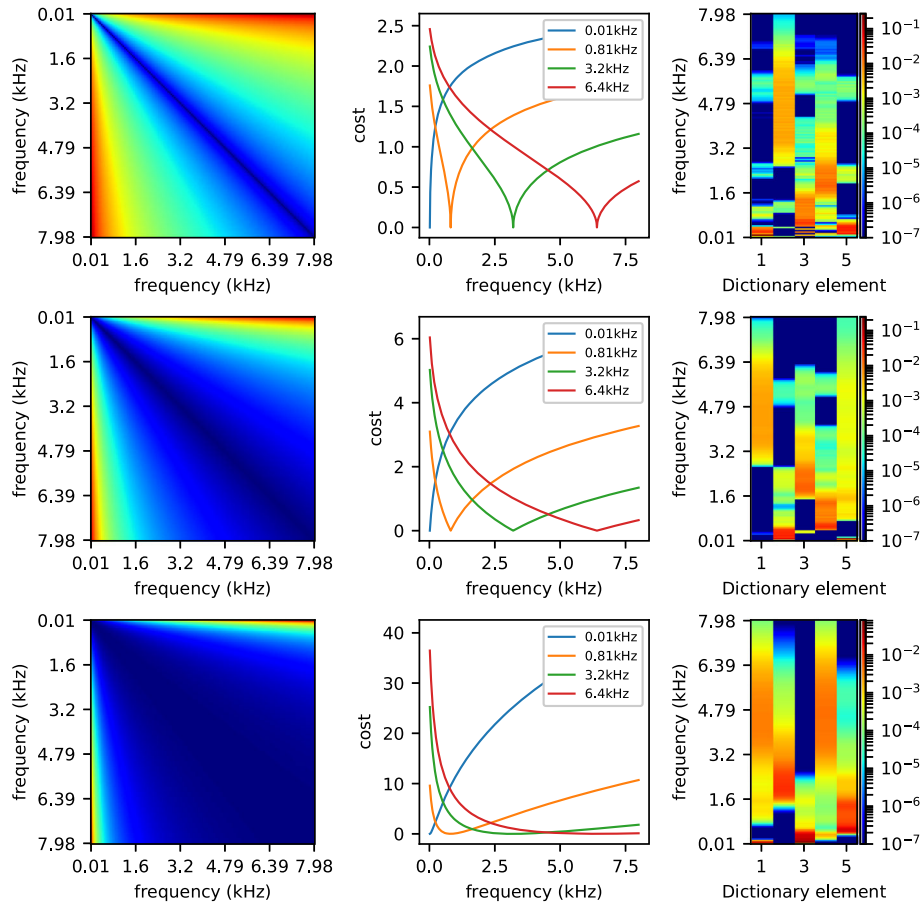 0.01
1.6
3.2
4.79
6.39
7.98
frequency (kHz)
0.01 1.6 3.2 4.79 6.39 7.98
frequency (kHz)
2.5
2.0
1.5
1.0
0.5
0.0
cost
0.0 2.5 5.0 7.5
frequency (kHz)
0.01kHz
0.81kHz
3.2kHz
6.4kHz
7.98
6.39
4.79
3.2
1.6
0.01
frequency (kHz)
1 3 5
Dictionary element
10⁻¹
10⁻²
10⁻³
10⁻⁴
10⁻⁵
10⁻⁶
10⁻⁷
0.01
1.6
3.2
4.79
6.39
7.98
frequency (kHz)
0.01 1.6 3.2 4.79 6.39 7.98
frequency (kHz)
6
4
2
0
cost
0.0 2.5 5.0 7.5
frequency (kHz)
0.01kHz
0.81kHz
3.2kHz
6.4kHz
7.98
6.39
4.79
3.2
1.6
0.01
frequency (kHz)
1 3 5
Dictionary element
10⁻¹
10⁻²
10⁻³
10⁻⁴
10⁻⁵
10⁻⁶
10⁻⁷
0.01
1.6
3.2
4.79
6.39
7.98
frequency (kHz)
0.01 1.6 3.2 4.79 6.39 7.98
frequency (kHz)
40
30
20
10
0
cost
0.0 2.5 5.0 7.5
frequency (kHz)
0.01kHz
0.81kHz
3.2kHz
6.4kHz
7.98
6.39
4.79
3.2
1.6
0.01
frequency (kHz)
1 3 5
Dictionary element
10⁻²
10⁻³
10⁻⁴
10⁻⁵
10⁻⁶
10⁻⁷